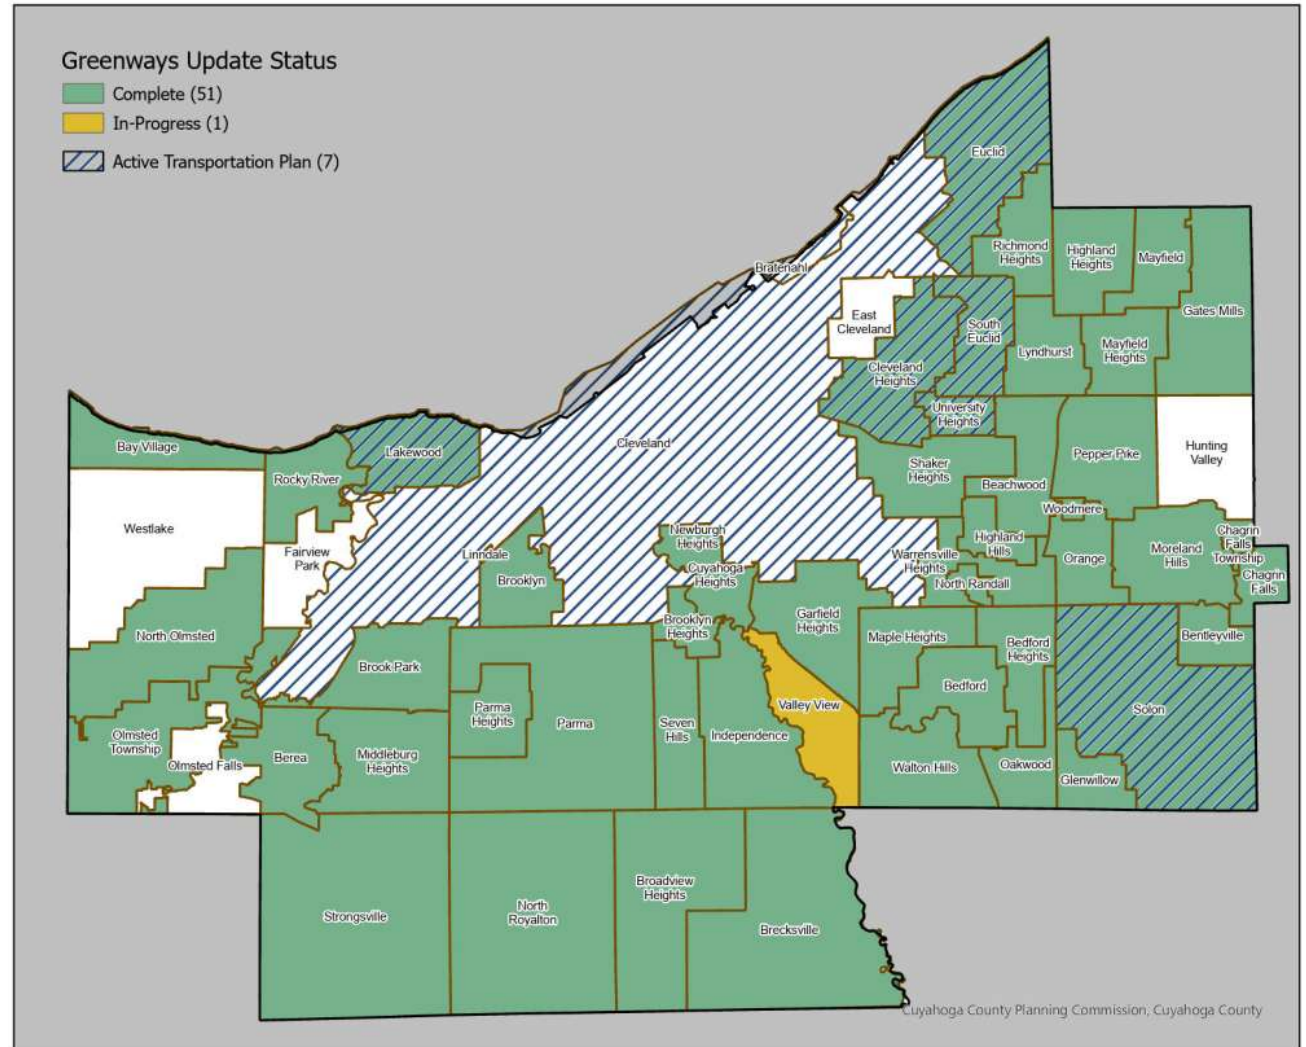 Greenways Update Status
Complete (51)
In-Progress (1)
Active Transportation Plan (7)
Euclid
Richmond
Heights
Highland
Heights
Mayfield
Bratenahl
Gates Mills
East
Cleveland
South
Euclid
Lyndhurst
Mayfield
Heights
Cleveland
Heights
University
Heights
Bay Village
Lakewood
Cleveland
Rocky River
Shaker
Heights
Pepper Pike
Hunting
Valley
Beachwood
Westlake
Woodmere
Fairview
Park
Linndale
Newburgh
Heights
Highland
Hills
Chagrin
Falls
Township
Brooklyn
Cuyahoga
Heights
Warrensville
Heights
Orange
Moreland
Hills
North Randall
Chagrin
Falls
North Olmsted
Brooklyn
Heights
Garfield
Heights
Maple Heights
Bedford
Heights
Bentleyville
Brook Park
Bedford
Valley View
Solon
Parma
Heights
Parma
Seven
Hills
Independence
Olmsted
Township
Olmsted Falls
Berea
Middleburg
Heights
Walton Hills
Oakwood
Glenwillow
Strongsville
North
Royalton
Broadview
Heights
Brecksville
Cuyahoga County Planning Commission, Cuyahoga County